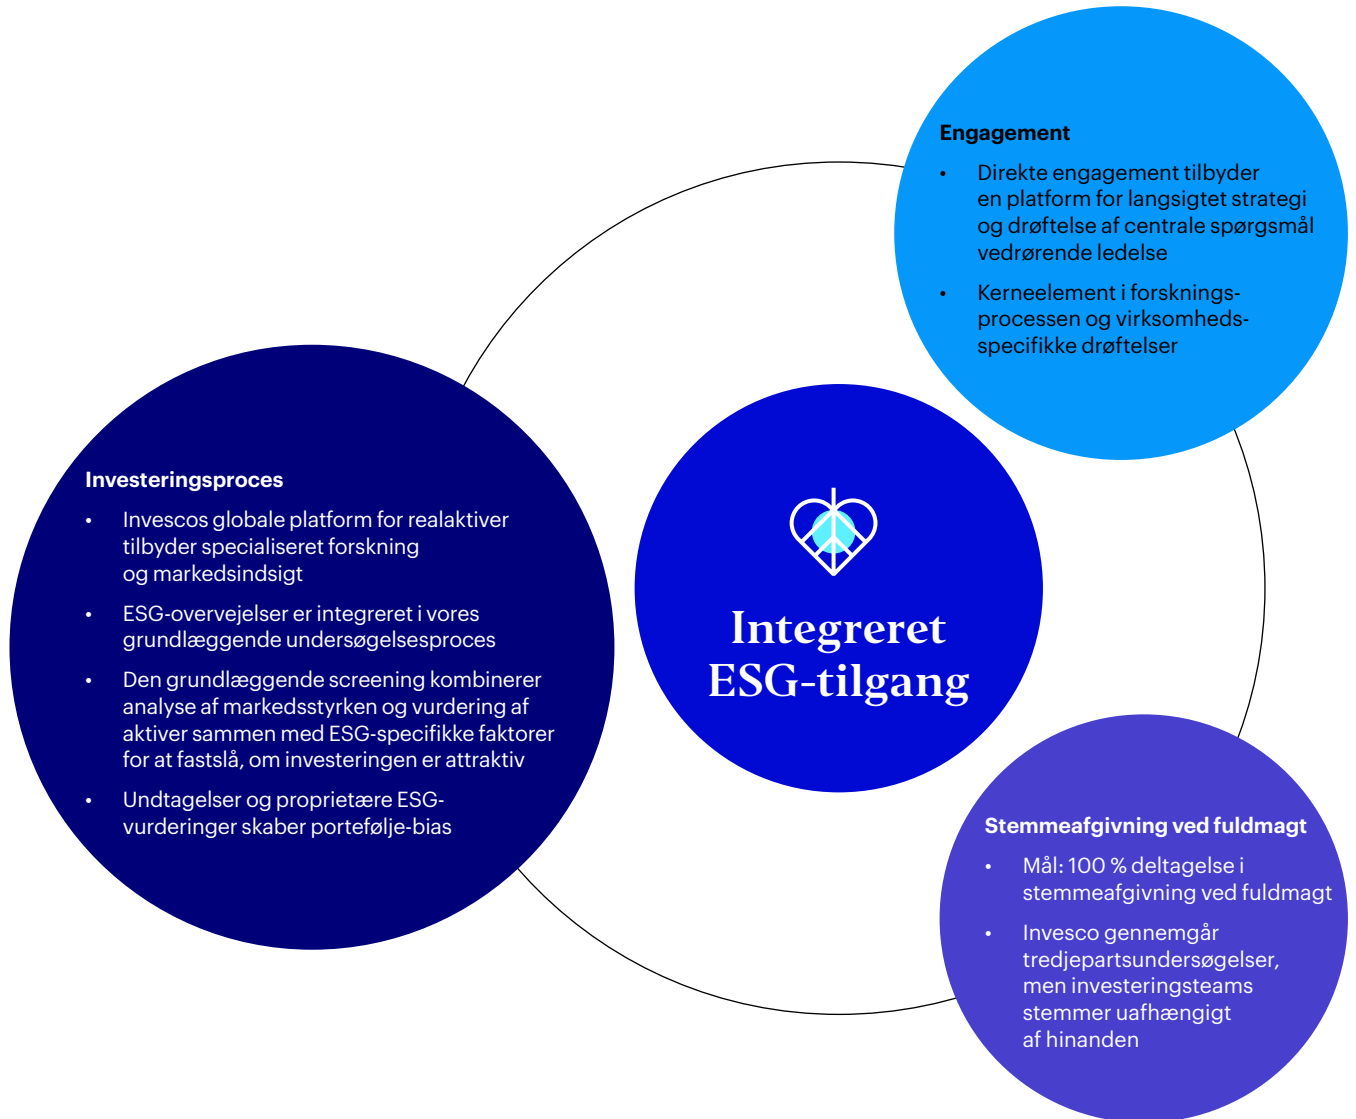 Engagement
• Direkte engagement tilbyder
en platform for langsigtet strategi
og drøftelse af centrale spørgsmål
vedrørende ledelse
• Kerneelement i forsknings-
processen og virksomheds-
specifikke drøftelser
Investeringsproces
• Invescos globale platform for realaktiver
tilbyder specialiseret forskning
og markedsindsigt
• ESG-overvejelser er integreret i vores
grundlæggende undersøgelsesproces
• Den grundlæggende screening kombinerer
analyse af markedsstyrken og vurdering af
aktiver sammen med ESG-specifikke faktorer
for at fastslå, om investeringen er attraktiv
• Undtagelser og proprietære ESG-
vurderinger skaber portefølje-bias
Integreret
ESG-tilgang
Stemmeafgivning ved fuldmagt
• Mål: 100 % deltagelse i
stemmeafgivning ved fuldmagt
• Invesco gennemgår
tredjepartsundersøgelser,
men investeringsteams
stemmer uafhængigt
af hinanden